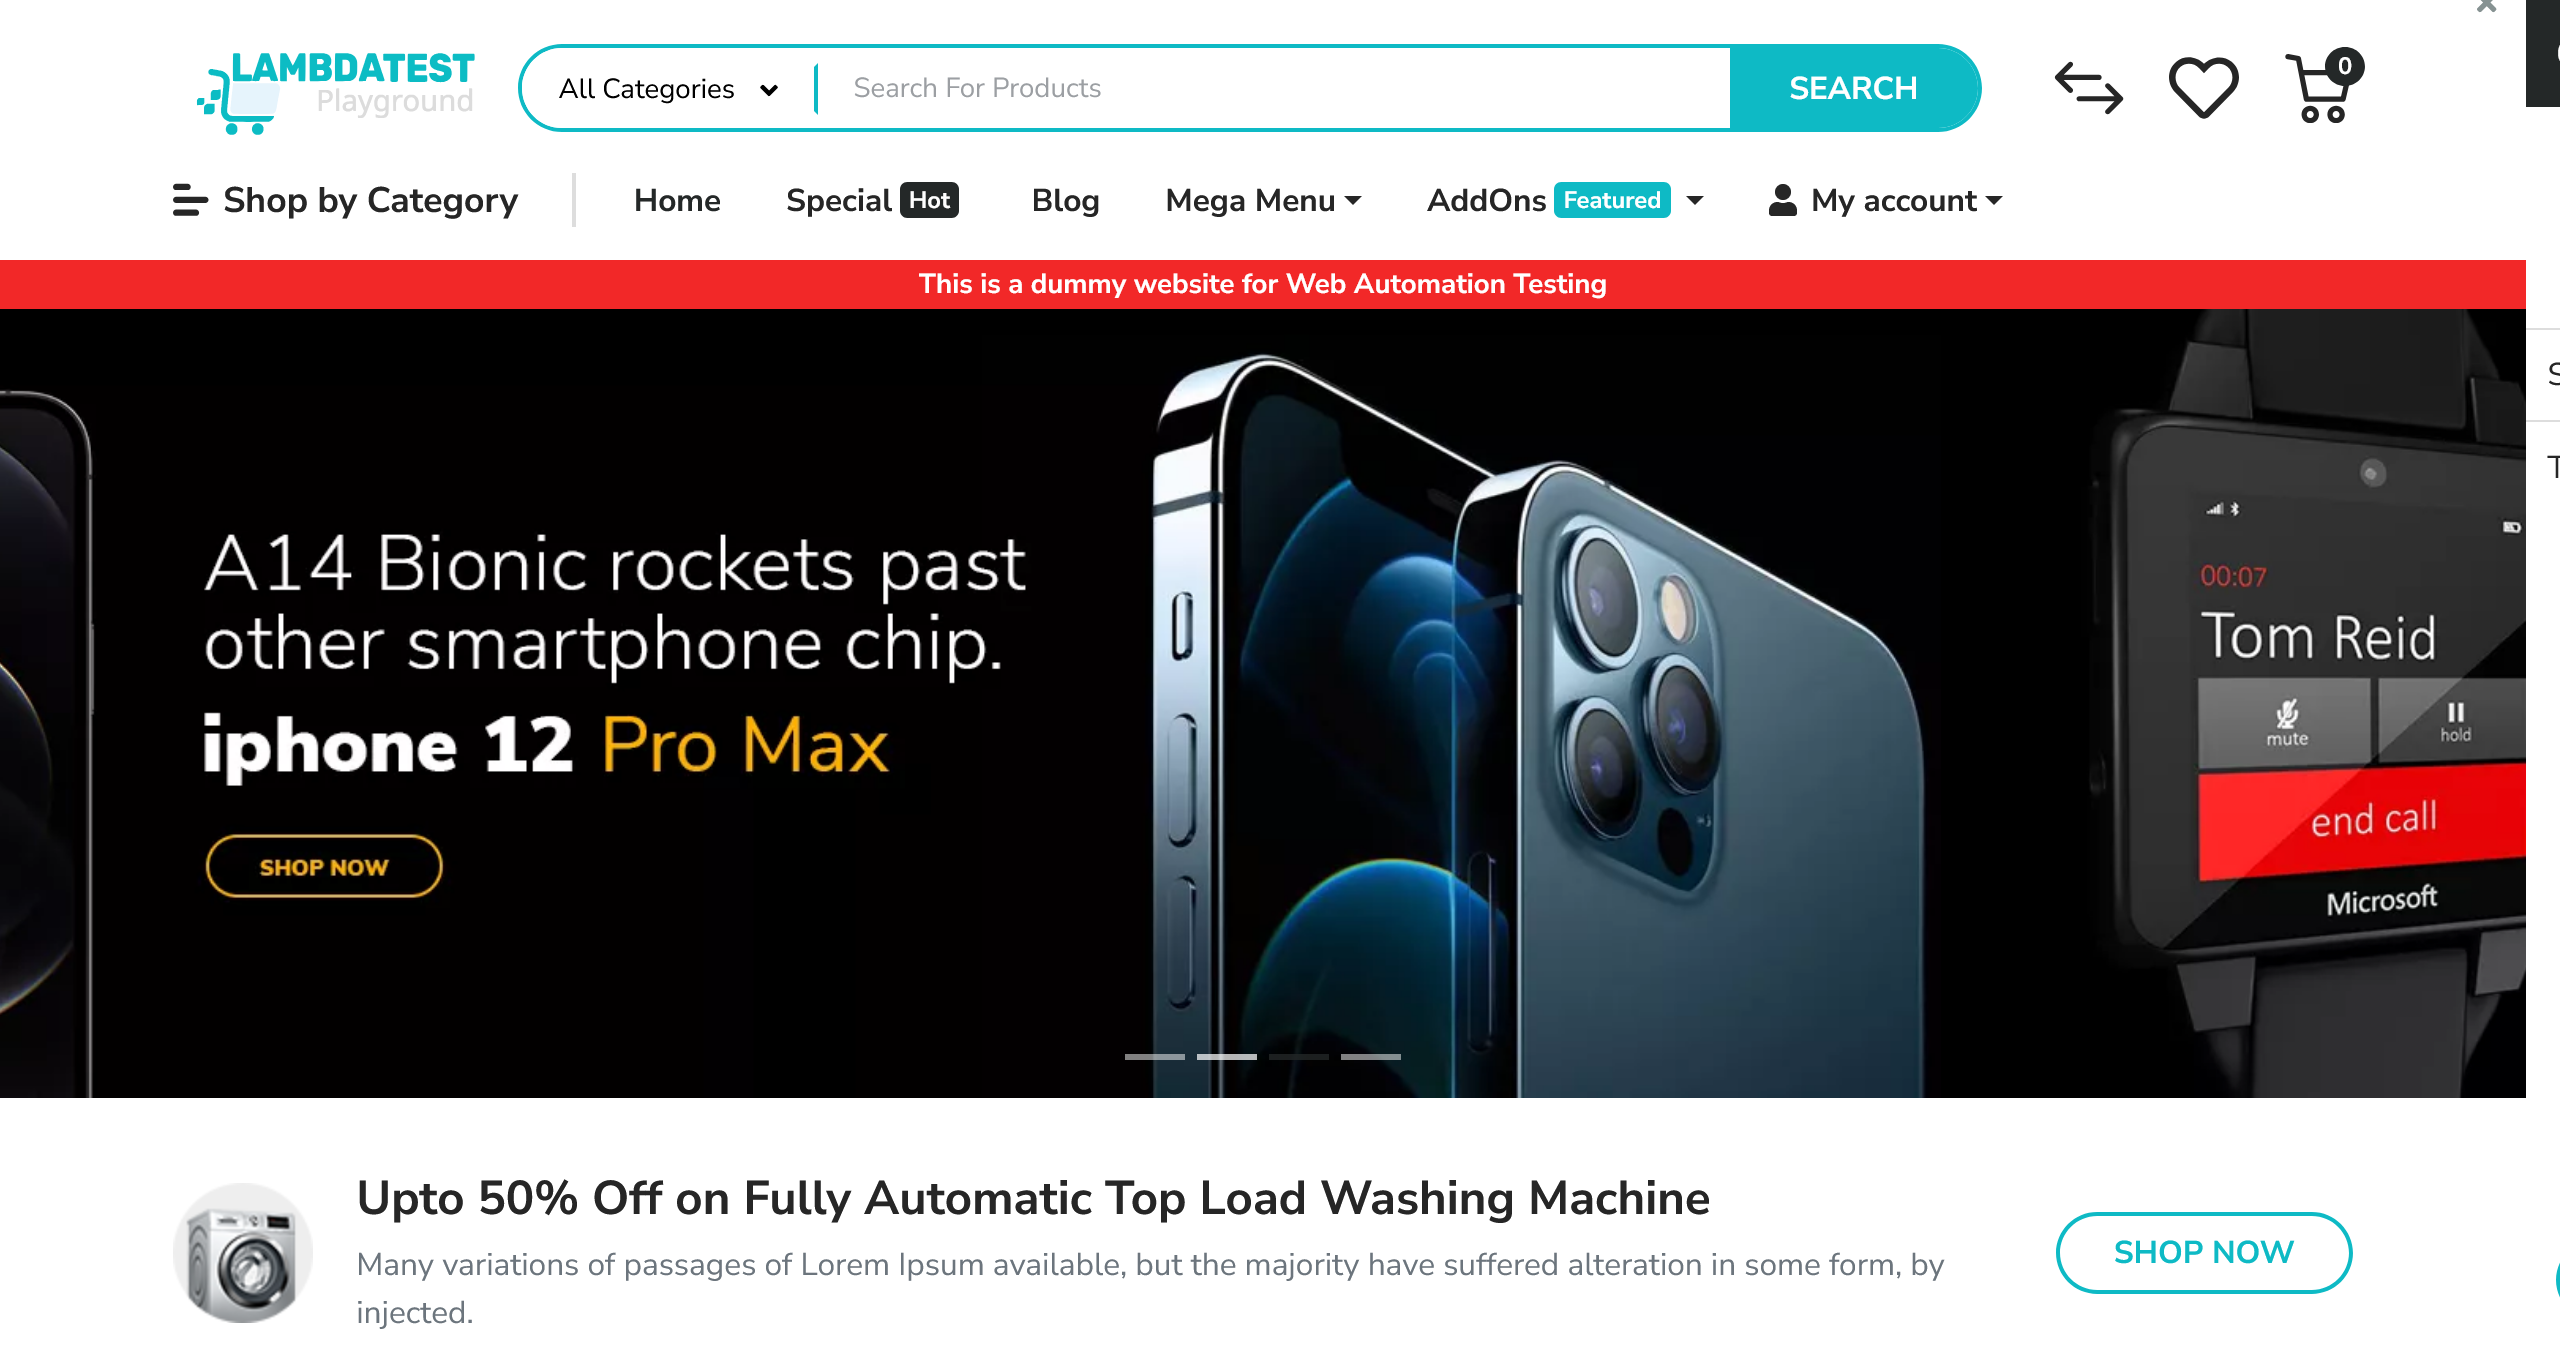 LAMBDATEST
Playground
All Categories
Search For Products
SEARCH
0
Shop by Category
Home
Special Hot
Blog
Mega Menu
AddOns Featured
My account
This is a dummy website for Web Automation Testing
A14 Bionic rockets past
other smartphone chip.
iphone 12 Pro Max
SHOP NOW
00:07
Tom Reid
mute
hold
end call
Microsoft
Upto 50% Off on Fully Automatic Top Load Washing Machine
Many variations of passages of Lorem Ipsum available, but the majority have suffered alteration in some form, by
injected.
SHOP NOW